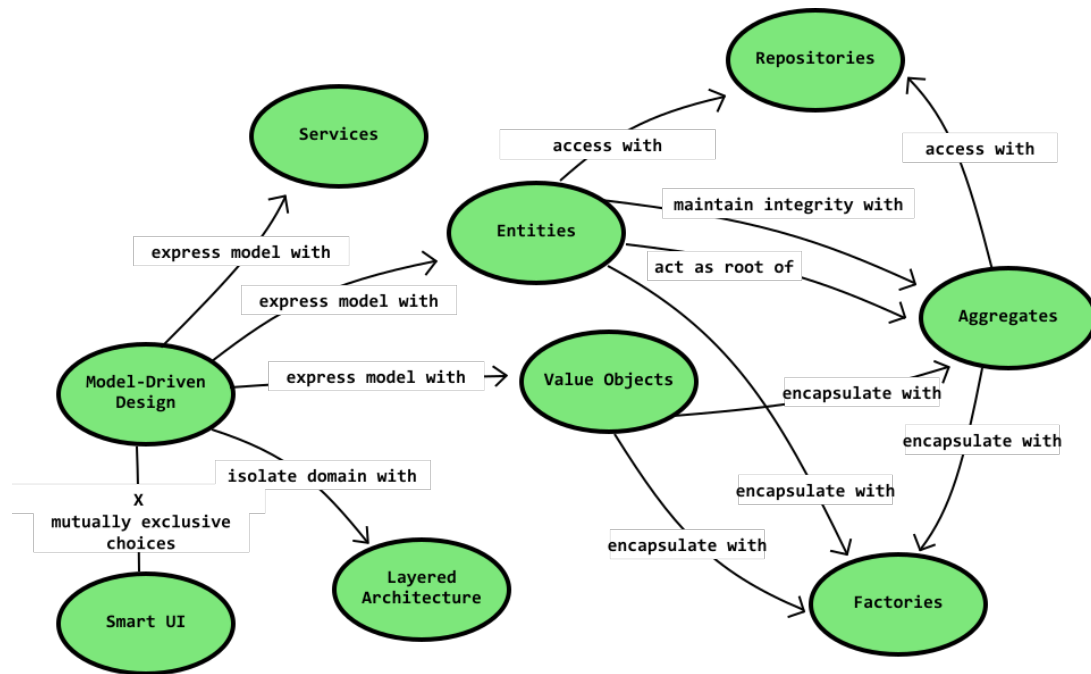 Repositories
Services
access with
access with
maintain integrity with
Entities
express model with
act as root of
express model with
Aggregates
express model with
Value Objects
Model-Driven
Design
encapsulate with
encapsulate with
isolate domain with
encapsulate with
X
mutually exclusive
choices
encapsulate with
Layered
Architecture
Factories
Smart UI